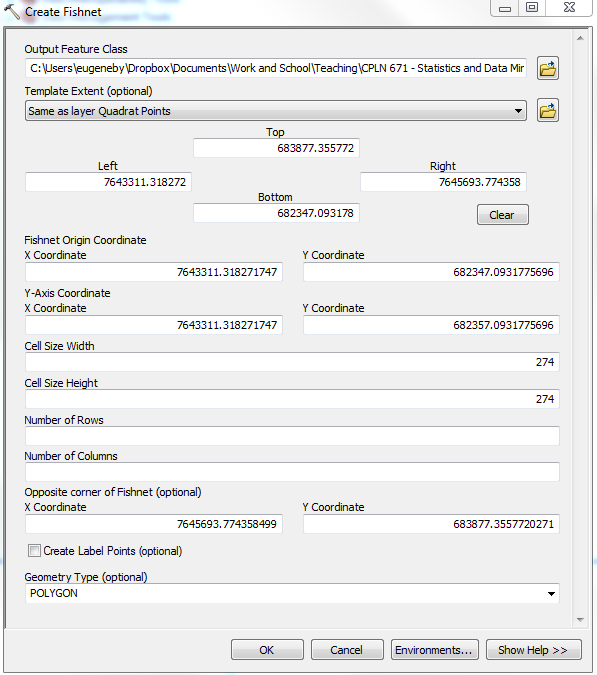 Create Fishnet
Output Feature Class
C:\Users\eugeneby\Dropbox\Documents\Work and School\Teaching\CPLN 671 - Statistics and Data Mir
Template Extent (optional)
Same as layer Quadrat Points
Top
683877.355772
Left
Right
7643311.318272
7645693.774358
Bottom
682347.093178
Clear
Fishnet Origin Coordinate
X Coordinate
Y Coordinate
7643311.318271747
682347.0931775696
Y-Axis Coordinate
X Coordinate
Y Coordinate
7643311.318271747
682357.0931775696
Cell Size Width
274
Cell Size Height
274
Number of Rows
Number of Columns
Opposite corner of Fishnet (optional)
X Coordinate
Y Coordinate
7645693.774358499
683877.3557720271
Create Label Points (optional)
Geometry Type (optional)
POLYGON
OK
Cancel
Environments...
Show Help >>